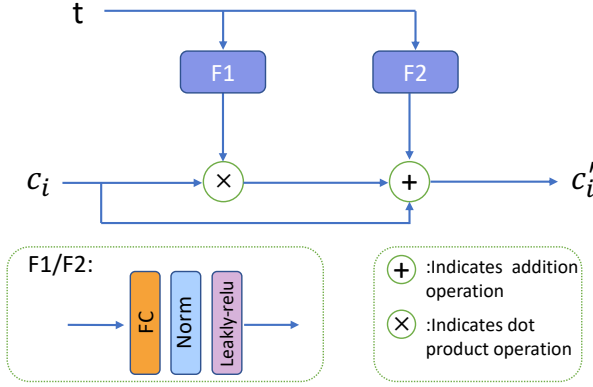 t
F1
F2
c_i
×
+
c_i′
F1/F2:
FC
Norm
Leakly-relu
+ :Indicates addition
operation
× :Indicates dot
product operation